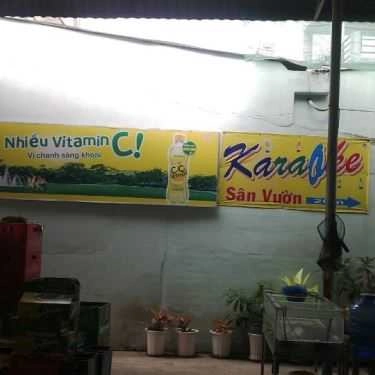 Nhiều Vitamin C!
Vị chanh sảng khoái
Karaoke
Sân Vườn